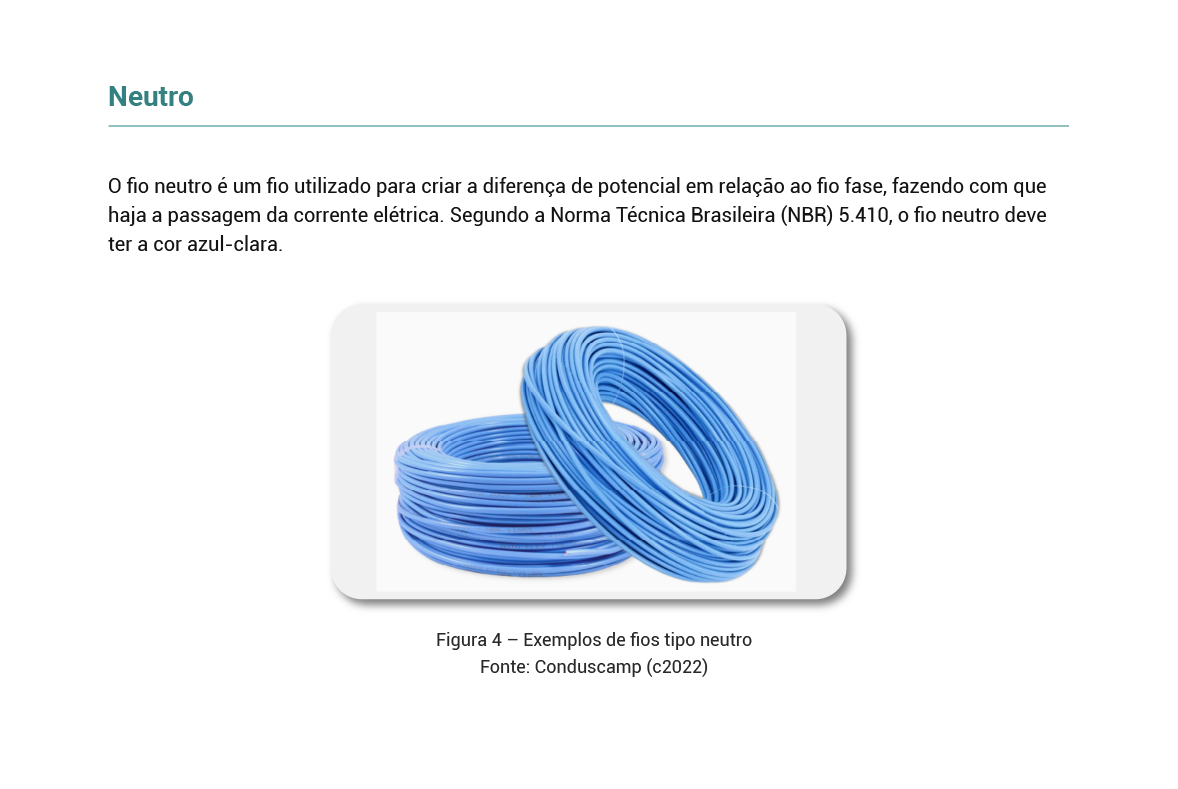 Neutro
O fio neutro é um fio utilizado para criar a diferença de potencial em relação ao fio fase, fazendo com que
haja a passagem da corrente elétrica. Segundo a Norma Técnica Brasileira (NBR) 5.410, o fio neutro deve
ter a cor azul-clara.
Figura 4 – Exemplos de fios tipo neutro
Fonte: Conduscamp (c2022)